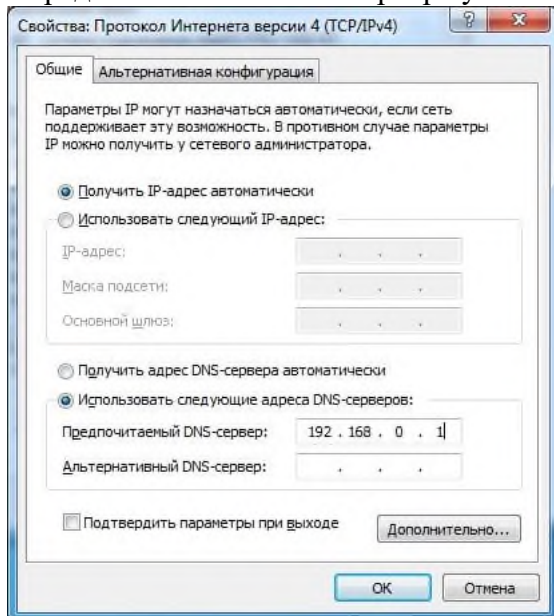 Свойства: Протокол Интернета версии 4 (TCP/IPv4)
Общие
Альтернативная конфигурация
Параметры IP могут назначаться автоматически, если сеть
поддерживает эту возможность. В противном случае параметры
IP можно получить у сетевого администратора.
Получить IP-адрес автоматически
Использовать следующий IP-адрес:
IP-адрес:
Маска подсети:
Основной шлюз:
Получить адрес DNS-сервера автоматически
Использовать следующие адреса DNS-серверов:
Предпочитаемый DNS-сервер: 192 . 168 . 0 . 1
Альтернативный DNS-сервер:
Подтвердить параметры при выходе
Дополнительно...
OK Отмена